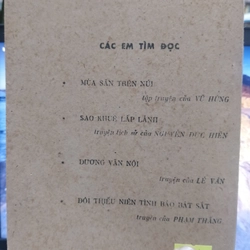 CÁC EM TÌM ĐỌC
• MÙA SĂN TRÊN NÚI
tập truyện của VŨ HÙNG
• SAO KHUÊ LẤP LÁNH
truyện lịch sử của NGUYỄN ĐỨC HIỀN
• DƯƠNG VÂN NỘI
truyện của LÊ VÂN
• ĐỘI THIẾU NIÊN TÌNH BÁO BÁT SẮT
truyện của PHẠM THẮNG